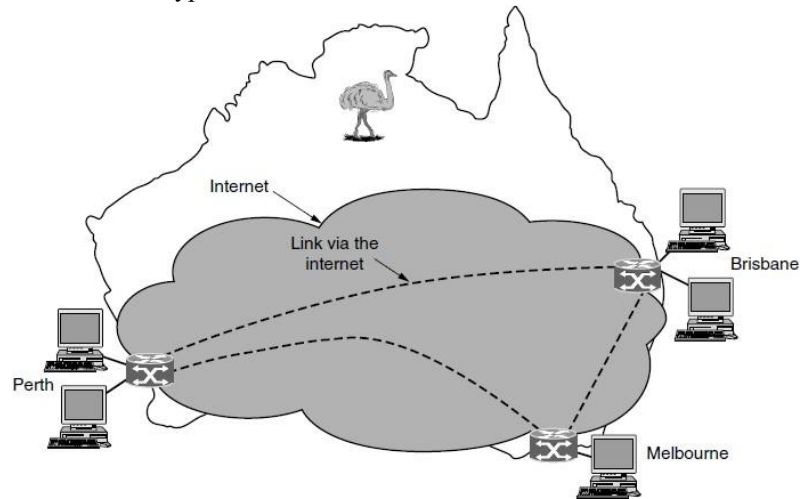 Internet
Link via the
internet
Brisbane
Perth
Melbourne